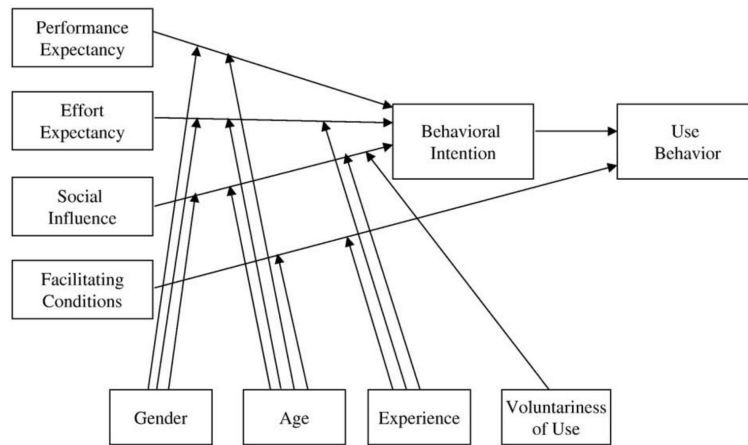 Performance
Expectancy
Effort
Expectancy
Social
Influence
Facilitating
Conditions
Behavioral
Intention
Use
Behavior
Gender
Age
Experience
Voluntariness
of Use